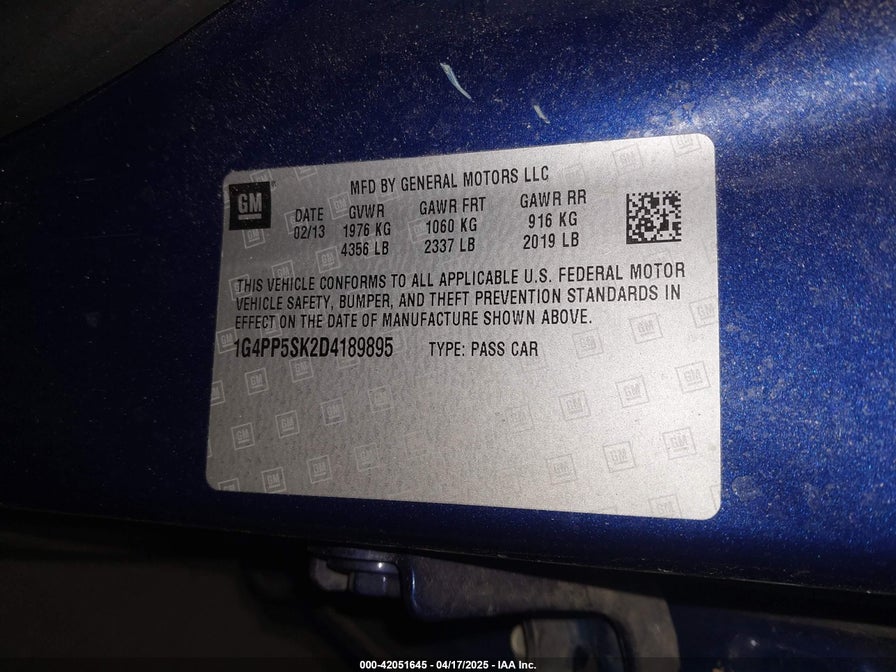 GM
MFD BY GENERAL MOTORS LLC
DATE GVWR GAWR FRT GAWR RR
02/13 1976 KG 1060 KG 916 KG
4356 LB 2337 LB 2019 LB
THIS VEHICLE CONFORMS TO ALL APPLICABLE U.S. FEDERAL MOTOR
VEHICLE SAFETY, BUMPER, AND THEFT PREVENTION STANDARDS IN
EFFECT ON THE DATE OF MANUFACTURE SHOWN ABOVE.
1G4PP5SK2D4189895 TYPE: PASS CAR
000-42051645 - 04/17/2025 - IAA Inc.